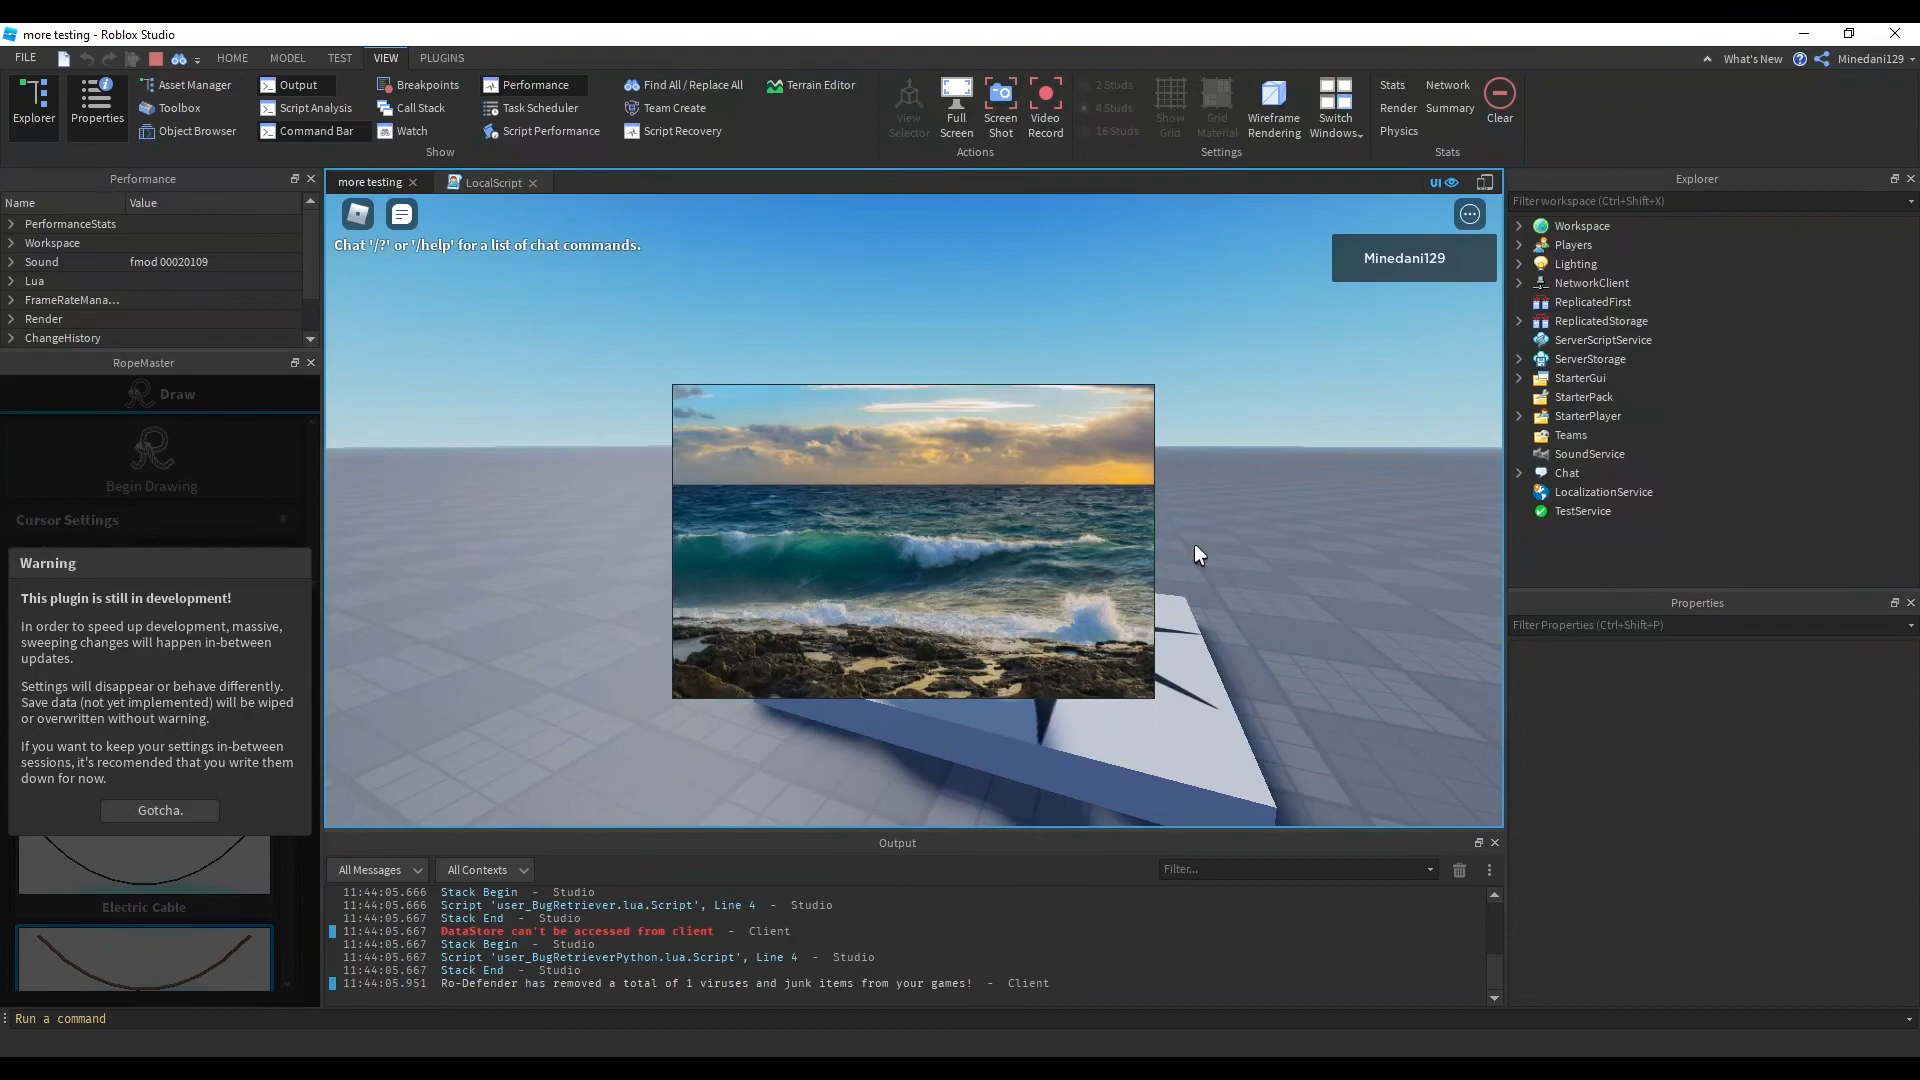 more testing - Roblox Studio
FILE
HOME
MODEL
TEST
VIEW
PLUGINS
What's New
Minedani129
Explorer
Properties
Asset Manager
Toolbox
Object Browser
Output
Script Analysis
Command Bar
Breakpoints
Call Stack
Watch
Performance
Task Scheduler
Script Performance
Find All / Replace All
Team Create
Script Recovery
Terrain Editor
Show
View Selector
Full Screen
Screen Shot
Video Record
Actions
2 Studs
4 Studs
16 Studs
Show Grid
Grid Material
Wireframe Rendering
Switch Windows
Settings
Stats
Network
Render
Summary
Physics
Clear
Stats
Performance
Name
Value
PerformanceStats
Workspace
Sound
fmod 00020109
Lua
FrameRateMana...
Render
ChangeHistory
RopeMaster
Draw
Begin Drawing
Cursor Settings
Warning
This plugin is still in development!
In order to speed up development, massive,
sweeping changes will happen in-between
updates.
Settings will disappear or behave differently.
Save data (not yet implemented) will be wiped
or overwritten without warning.
If you want to keep your settings in-between
sessions, it's recomended that you write them
down for now.
Gotcha.
Electric Cable
more testing
LocalScript
UI
Chat '/?' or '/help' for a list of chat commands.
Minedani129
Output
All Messages
All Contexts
Filter...
11:44:05.666 Stack Begin - Studio
11:44:05.666 Script 'user_BugRetriever.lua.Script', Line 4 - Studio
11:44:05.667 Stack End - Studio
11:44:05.667 DataStore can't be accessed from client - Client
11:44:05.667 Stack Begin - Studio
11:44:05.667 Script 'user_BugRetrieverPython.lua.Script', Line 4 - Studio
11:44:05.667 Stack End - Studio
11:44:05.951 Ro-Defender has removed a total of 1 viruses and junk items from your games! - Client
Explorer
Filter workspace (Ctrl+Shift+X)
Workspace
Players
Lighting
NetworkClient
ReplicatedFirst
ReplicatedStorage
ServerScriptService
ServerStorage
StarterGui
StarterPack
StarterPlayer
Teams
SoundService
Chat
LocalizationService
TestService
Properties
Filter Properties (Ctrl+Shift+P)
Run a command